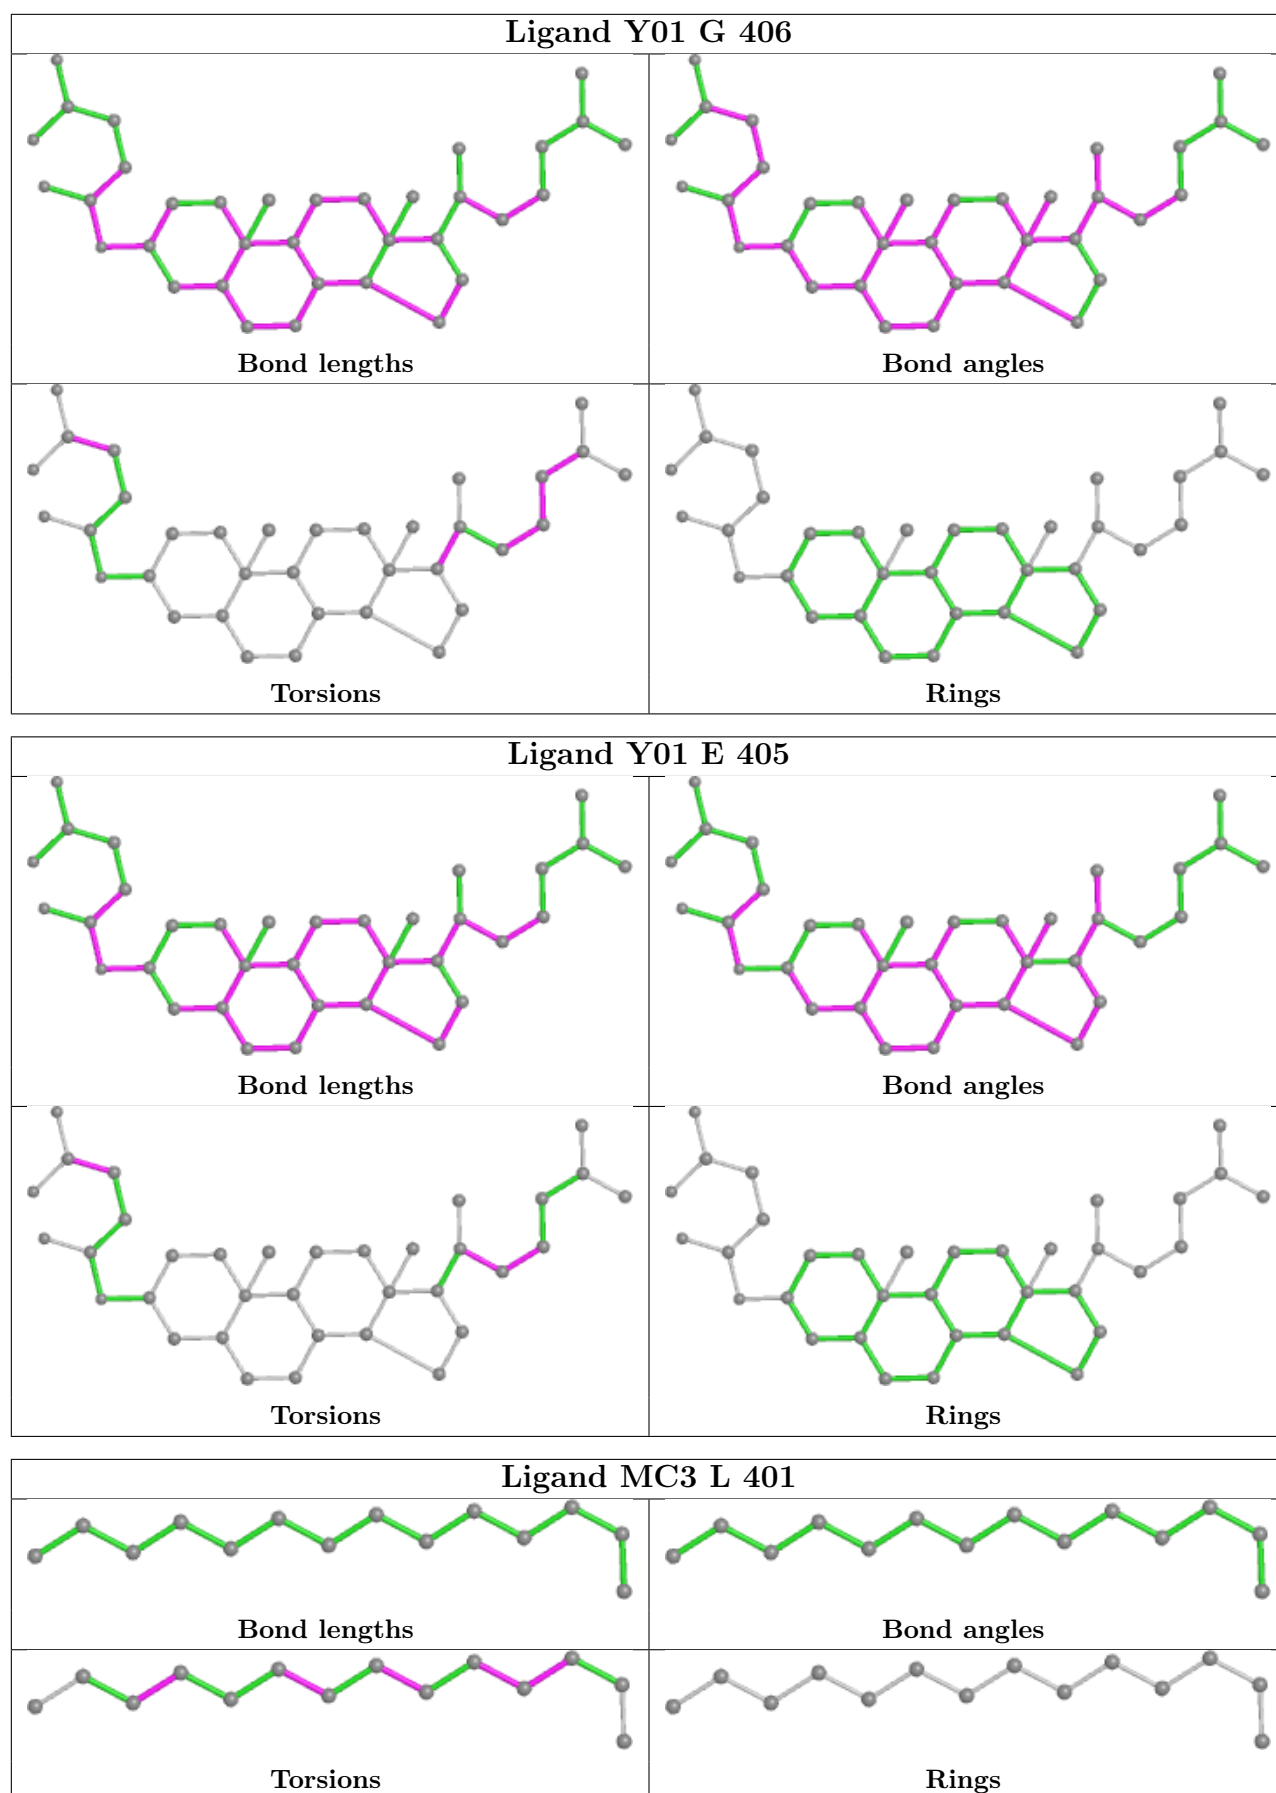 Ligand Y01 G 406
Bond lengths
Bond angles
Torsions
Rings
Ligand Y01 E 405
Bond lengths
Bond angles
Torsions
Rings
Ligand MC3 L 401
Bond lengths
Bond angles
Torsions
Rings